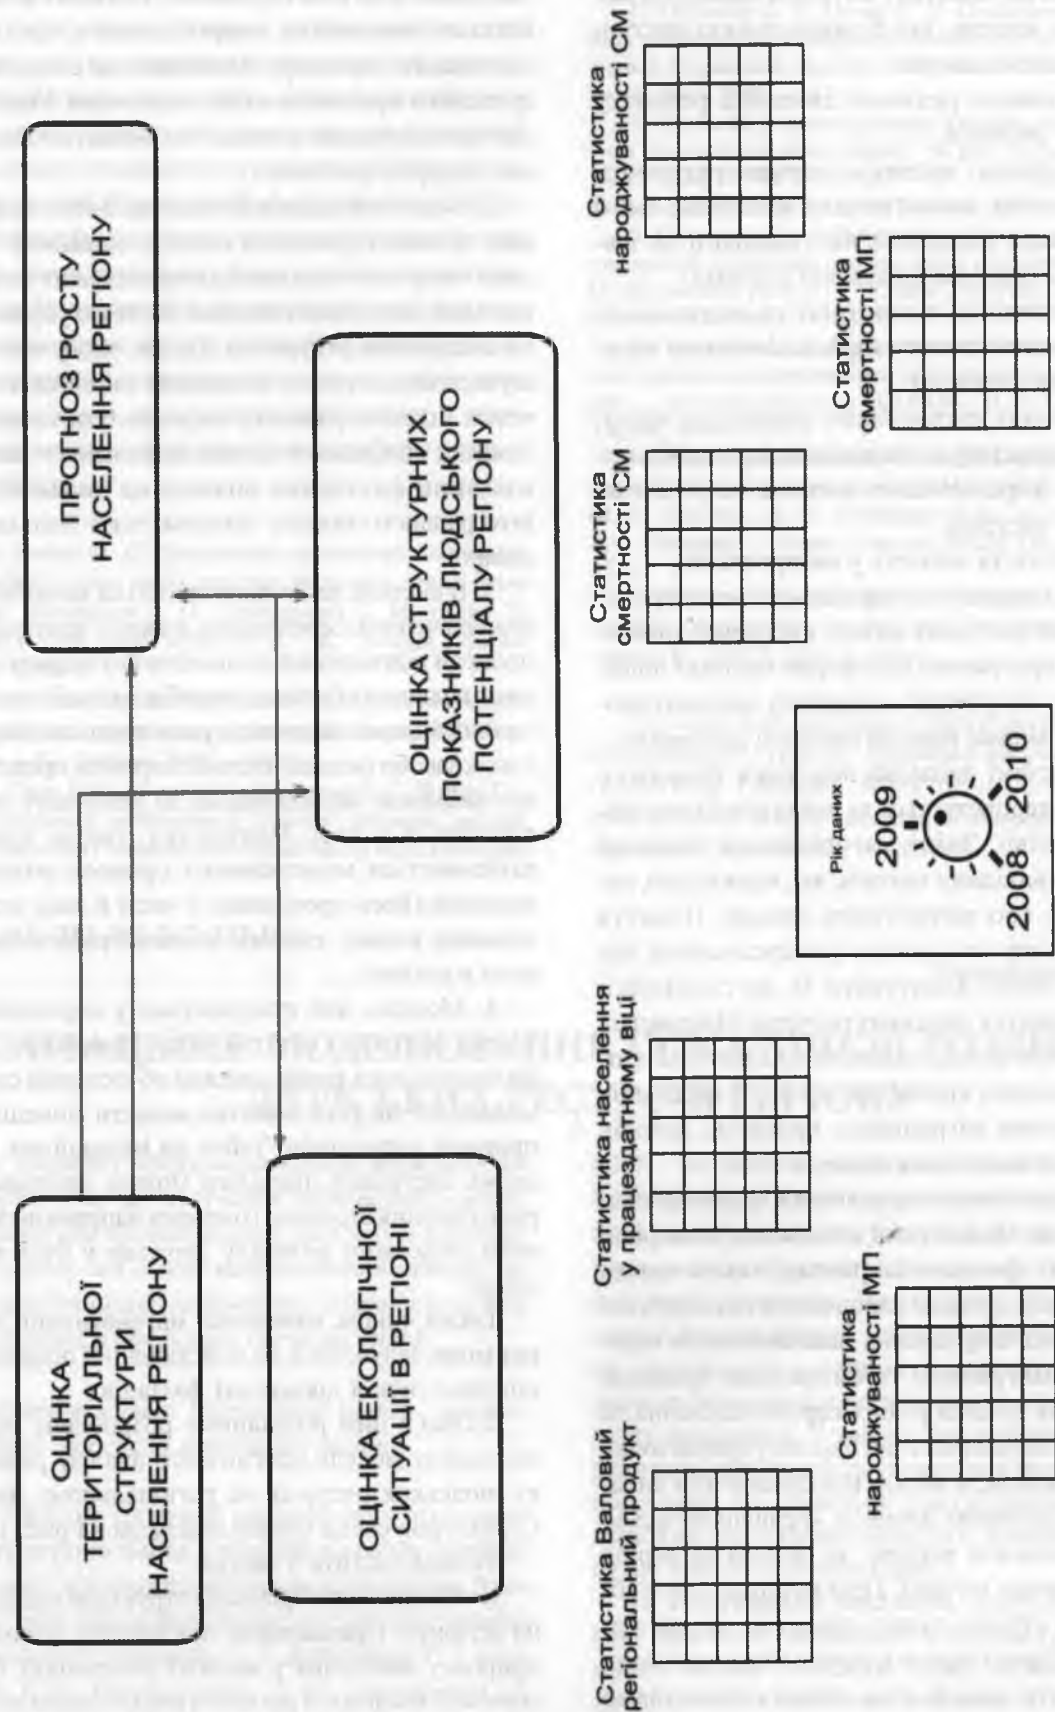 ОЦІНКА
ТЕРИТОРІАЛЬНОЇ
СТРУКТУРИ
НАСЕЛЕННЯ РЕГІОНУ
ПРОГНОЗ РОСТУ
НАСЕЛЕННЯ РЕГІОНУ
ОЦІНКА ЕКОЛОГІЧНОЇ
СИТУАЦІЇ В РЕГІОНІ
ОЦІНКА СТРУКТУРНИХ
ПОКАЗНИКІВ ЛЮДСЬКОГО
ПОТЕНЦІАЛУ РЕГІОНУ
Статистика Валовий
регіональний продукт
Статистика населення
у працездатному віці
Статистика
смертності СМ
Статистика
народжуваності СМ
Рік даних
2009
2008 2010
Статистика
народжуваності МП
Статистика
смертності МП